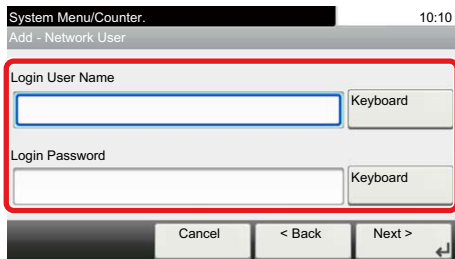 System Menu/Counter. 10:10
Add - Network User
Login User Name
Keyboard
Login Password
Keyboard
Cancel < Back Next >